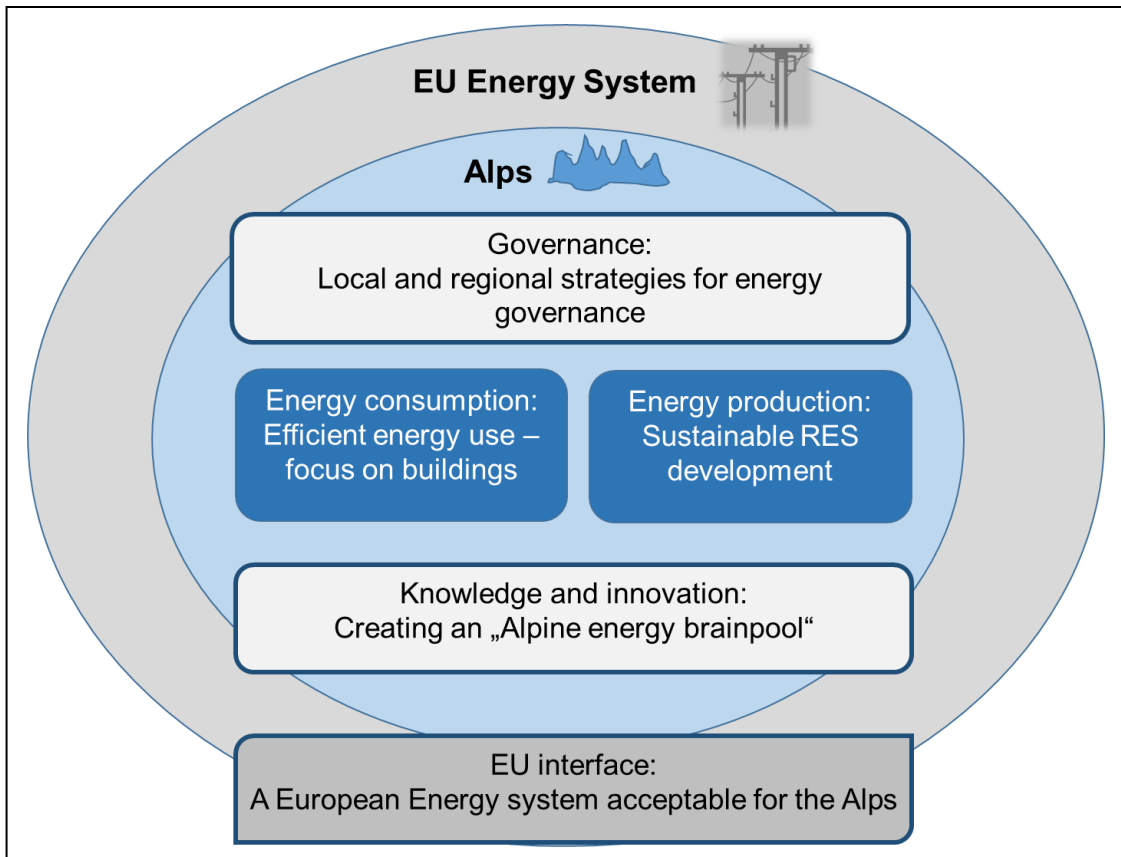 EU Energy System
Alps
Governance:
Local and regional strategies for energy
governance
Energy consumption:
Efficient energy use –
focus on buildings
Energy production:
Sustainable RES
development
Knowledge and innovation:
Creating an „Alpine energy brainpool“
EU interface:
A European Energy system acceptable for the Alps